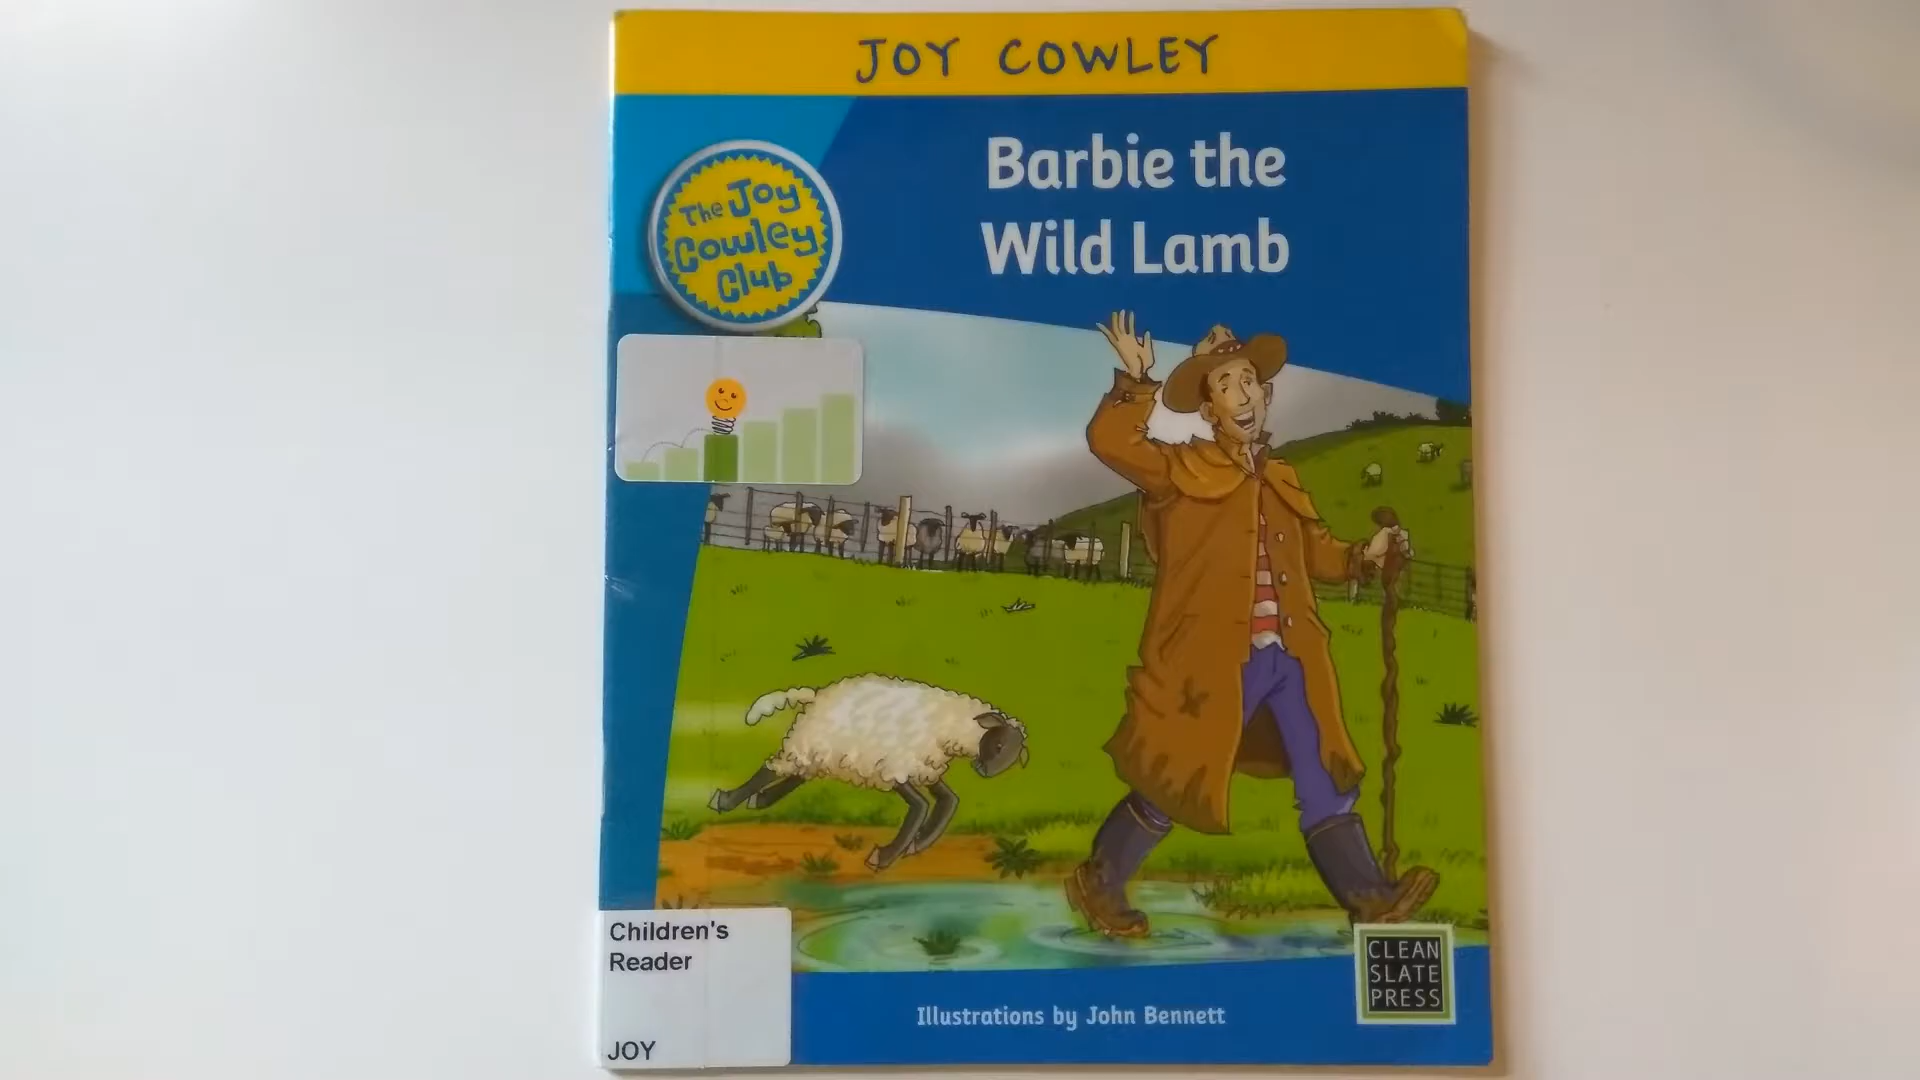 JOY COWLEY
Barbie the
Wild Lamb
The Joy
Cowley
Club
Children's
Reader
JOY
Illustrations by John Bennett
CLEAN
SLATE
PRESS